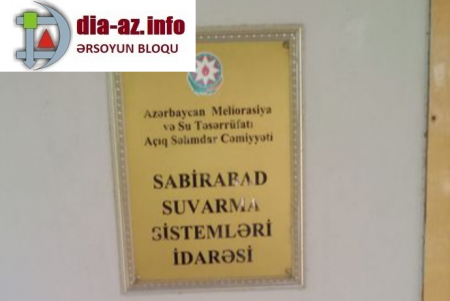 dia-az.info
ƏRSOYUN BLOQU
Azərbaycan Meliorasiya
və Su Təsərrüfatı
Açıq Səhmdar Cəmiyyəti
SABİRABAD
SUVARMA
SİSTEMLƏRİ
İDARƏSİ